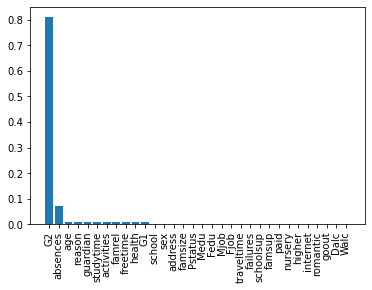 0.8
0.7
0.6
0.5
0.4
0.3
0.2
0.1
0.0
G2
absences
age
reason
guardian
studytime
activities
famrel
freetime
health
G1
school
sex
address
famsize
Pstatus
Medu
Fedu
Mjob
Fjob
traveltime
failures
schoolsup
famsup
paid
nursery
higher
internet
romantic
goout
Dalc
Walc